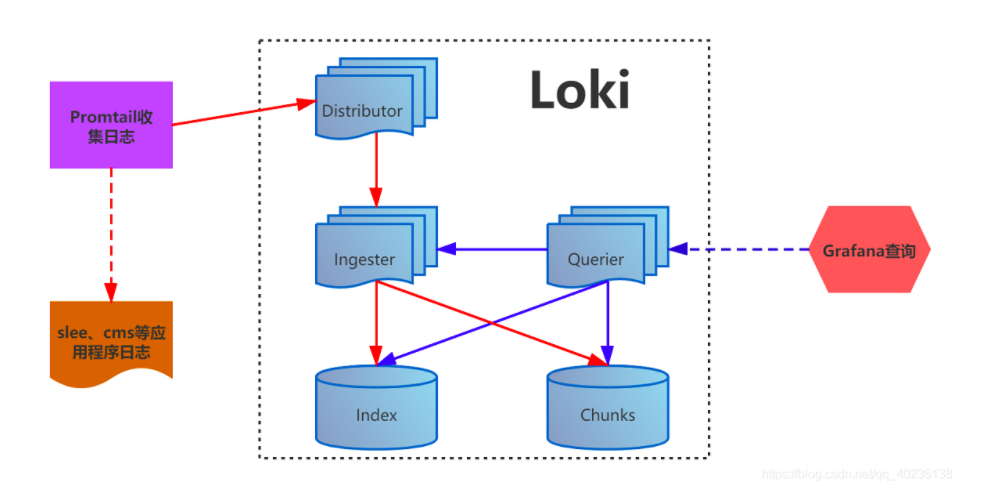 Loki
Promtail收
集日志
Distributor
Ingester
Querier
Grafana查询
slee、cms等应
用程序日志
Index
Chunks
https://blog.csdn.net/qq_40236138